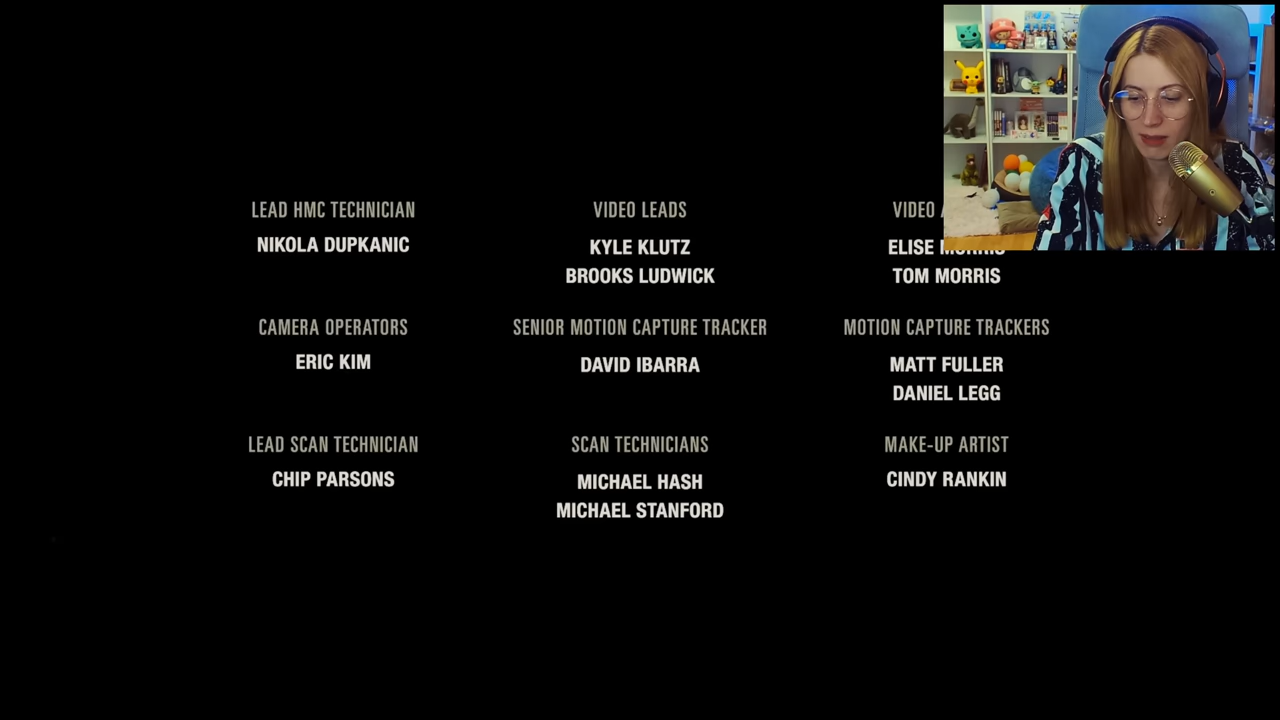 LEAD HMC TECHNICIAN
NIKOLA DUPKANIC
VIDEO LEADS
KYLE KLUTZ
BROOKS LUDWICK
VIDEO
ELISE
TOM MORRIS
CAMERA OPERATORS
ERIC KIM
SENIOR MOTION CAPTURE TRACKER
DAVID IBARRA
MOTION CAPTURE TRACKERS
MATT FULLER
DANIEL LEGG
LEAD SCAN TECHNICIAN
CHIP PARSONS
SCAN TECHNICIANS
MICHAEL HASH
MICHAEL STANFORD
MAKE-UP ARTIST
CINDY RANKIN